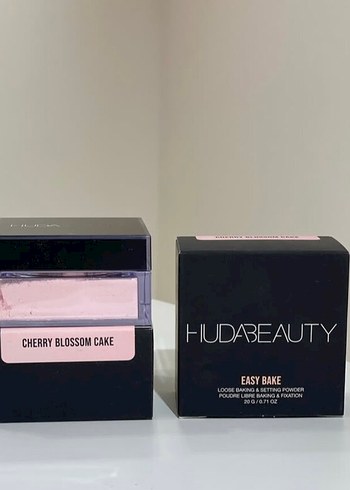 HUDA
CHERRY BLOSSOM CAKE
CHERRY BLOSSOM CAKE
HUDABEAUTY
EASY BAKE
LOOSE BAKING & SETTING POWDER
POUDRE LIBRE BAKING & FIXATION
20 G / 0.71 OZ